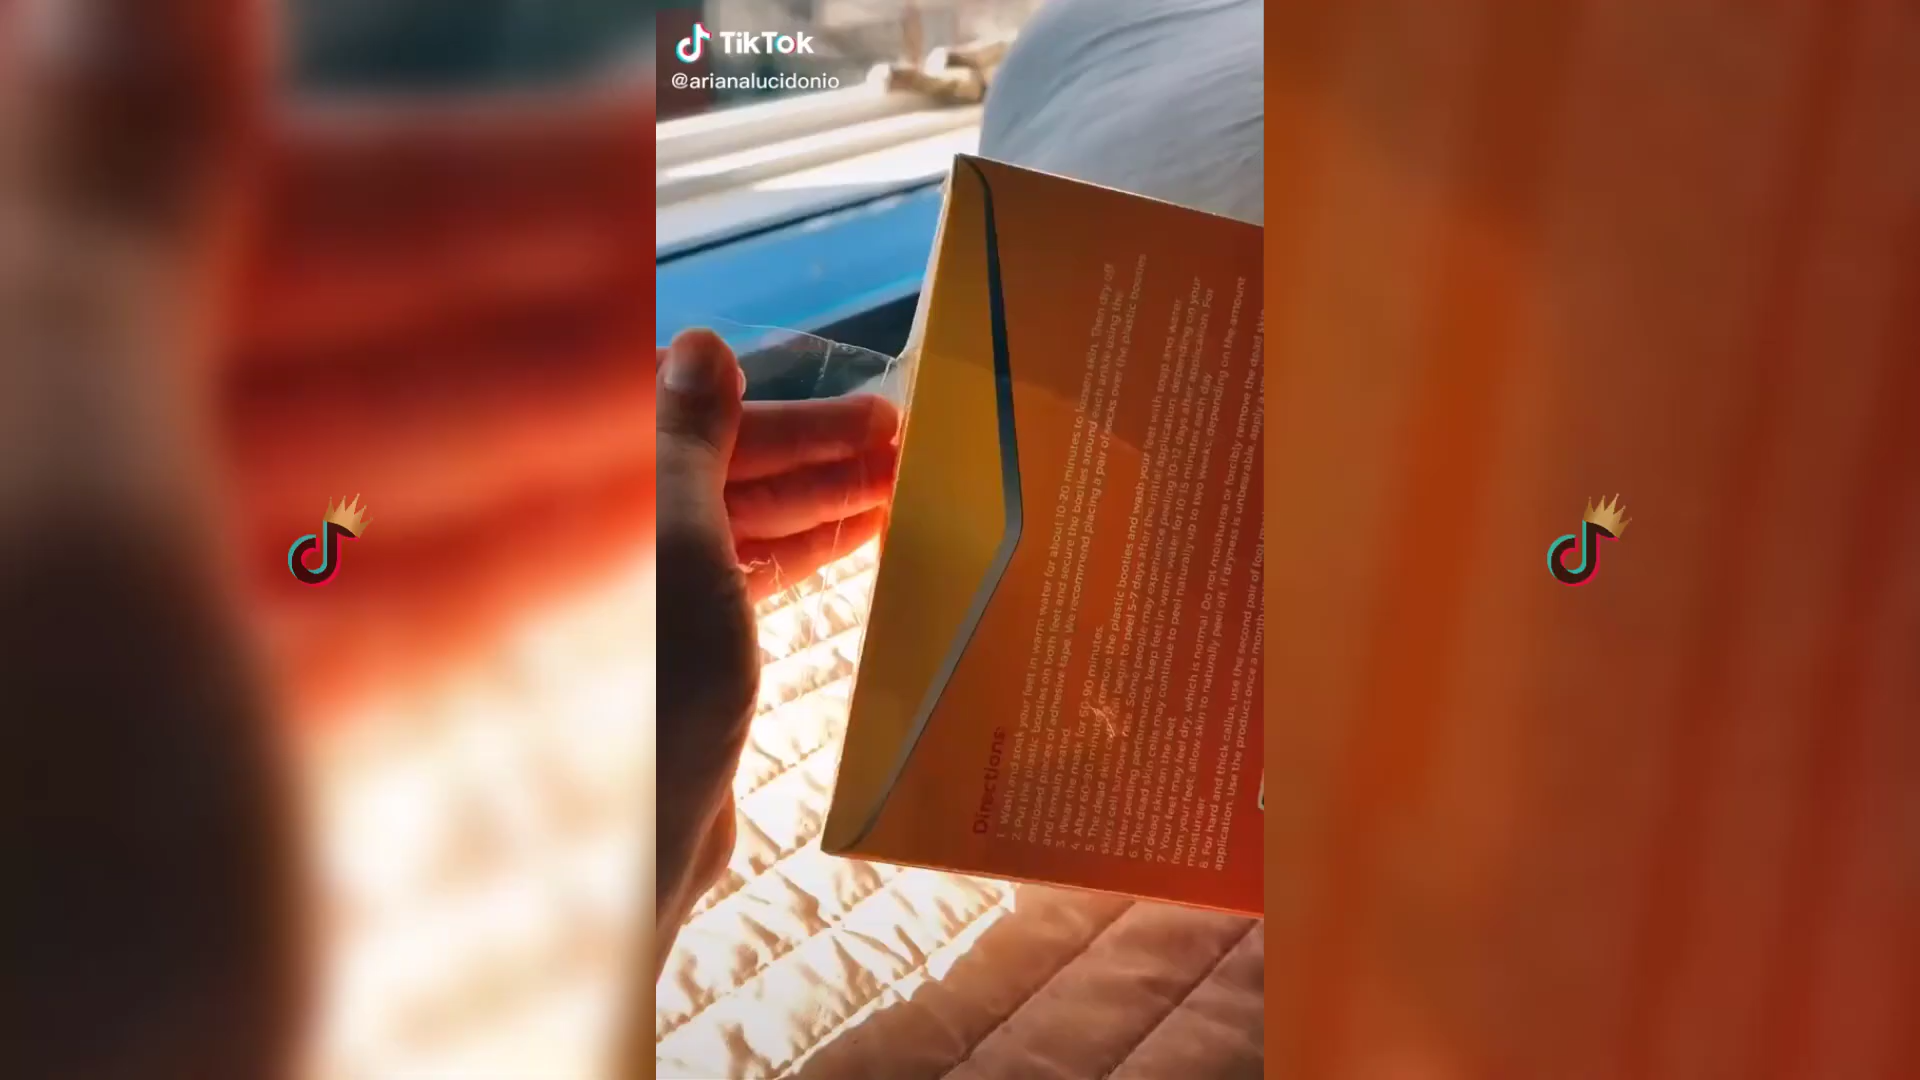 TikTok
@arianalucidonio
Directions:
1. Wash and soak your feet in warm water for about 10-20 minutes to loosen skin. Then dry off
2. Put the plastic booties on both feet and secure the booties around each ankle using the
enclosed pieces of adhesive tape. We recommend placing a pair of socks over the plastic booties
and remain seated.
3. Wear the mask for 60-90 minutes.
4. After 60-90 minutes, remove the plastic booties and wash your feet with soap and water
5. The dead skin can begin to peel 5-7 days after the initial application, depending on your
skin's cell turnover rate. Some people may experience peeling 10-12 days after application. For
better peeling performance, keep feet in warm water for 10-15 minutes each day
6. The dead skin cells may continue to peel naturally up to two weeks, depending on the amount
of dead skin on the feet
7. Your feet may feel dry, which is normal. Do not moisturise or forcibly remove the dead skin
from your feet, allow skin to naturally peel off. If dryness is unbearable, apply a
moisturiser
8. For hard and thick callus, use the second pair of foot
application. Use the product once a month